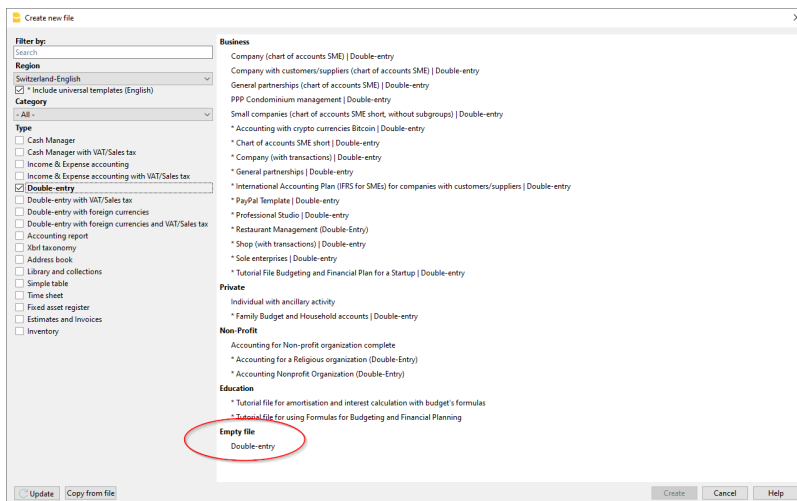 Create new file
Filter by:
Search
Region
Switzerland-English
* Include universal templates (English)
Category
- All -
Type
Cash Manager
Cash Manager with VAT/Sales tax
Income & Expense accounting
Income & Expense accounting with VAT/Sales tax
Double-entry
Double-entry with VAT/Sales tax
Double-entry with foreign currencies
Double-entry with foreign currencies and VAT/Sales tax
Accounting report
Xbrl taxonomy
Address book
Library and collections
Simple table
Time sheet
Fixed asset register
Estimates and Invoices
Inventory
Business
Company (chart of accounts SME) | Double-entry
Company with customers/suppliers (chart of accounts SME) | Double-entry
General partnerships (chart of accounts SME) | Double-entry
PPP Condominium management | Double-entry
Small companies (chart of accounts SME short, without subgroups) | Double-entry
* Accounting with crypto currencies Bitcoin | Double-entry
* Chart of accounts SME short | Double-entry
* Company (with transactions) | Double-entry
* General partnerships | Double-entry
* International Accounting Plan (IFRS for SMEs) for companies with customers/suppliers | Double-entry
* PayPal Template | Double-entry
* Professional Studio | Double-entry
* Restaurant Management (Double-Entry)
* Shop (with transactions) | Double-entry
* Sole enterprises | Double-entry
* Tutorial File Budgeting and Financial Plan for a Startup | Double-entry
Private
Individual with ancillary activity
* Family Budget and Household accounts | Double-entry
Non-Profit
Accounting for Non-profit organization complete
* Accounting for a Religious organization (Double-Entry)
* Accounting Nonprofit Organization (Double-Entry)
Education
* Tutorial file for amortisation and interest calculation with budget's formulas
* Tutorial file for using Formulas for Budgeting and Financial Planning
Empty file
Double-entry
Update
Copy from file
Create
Cancel
Help